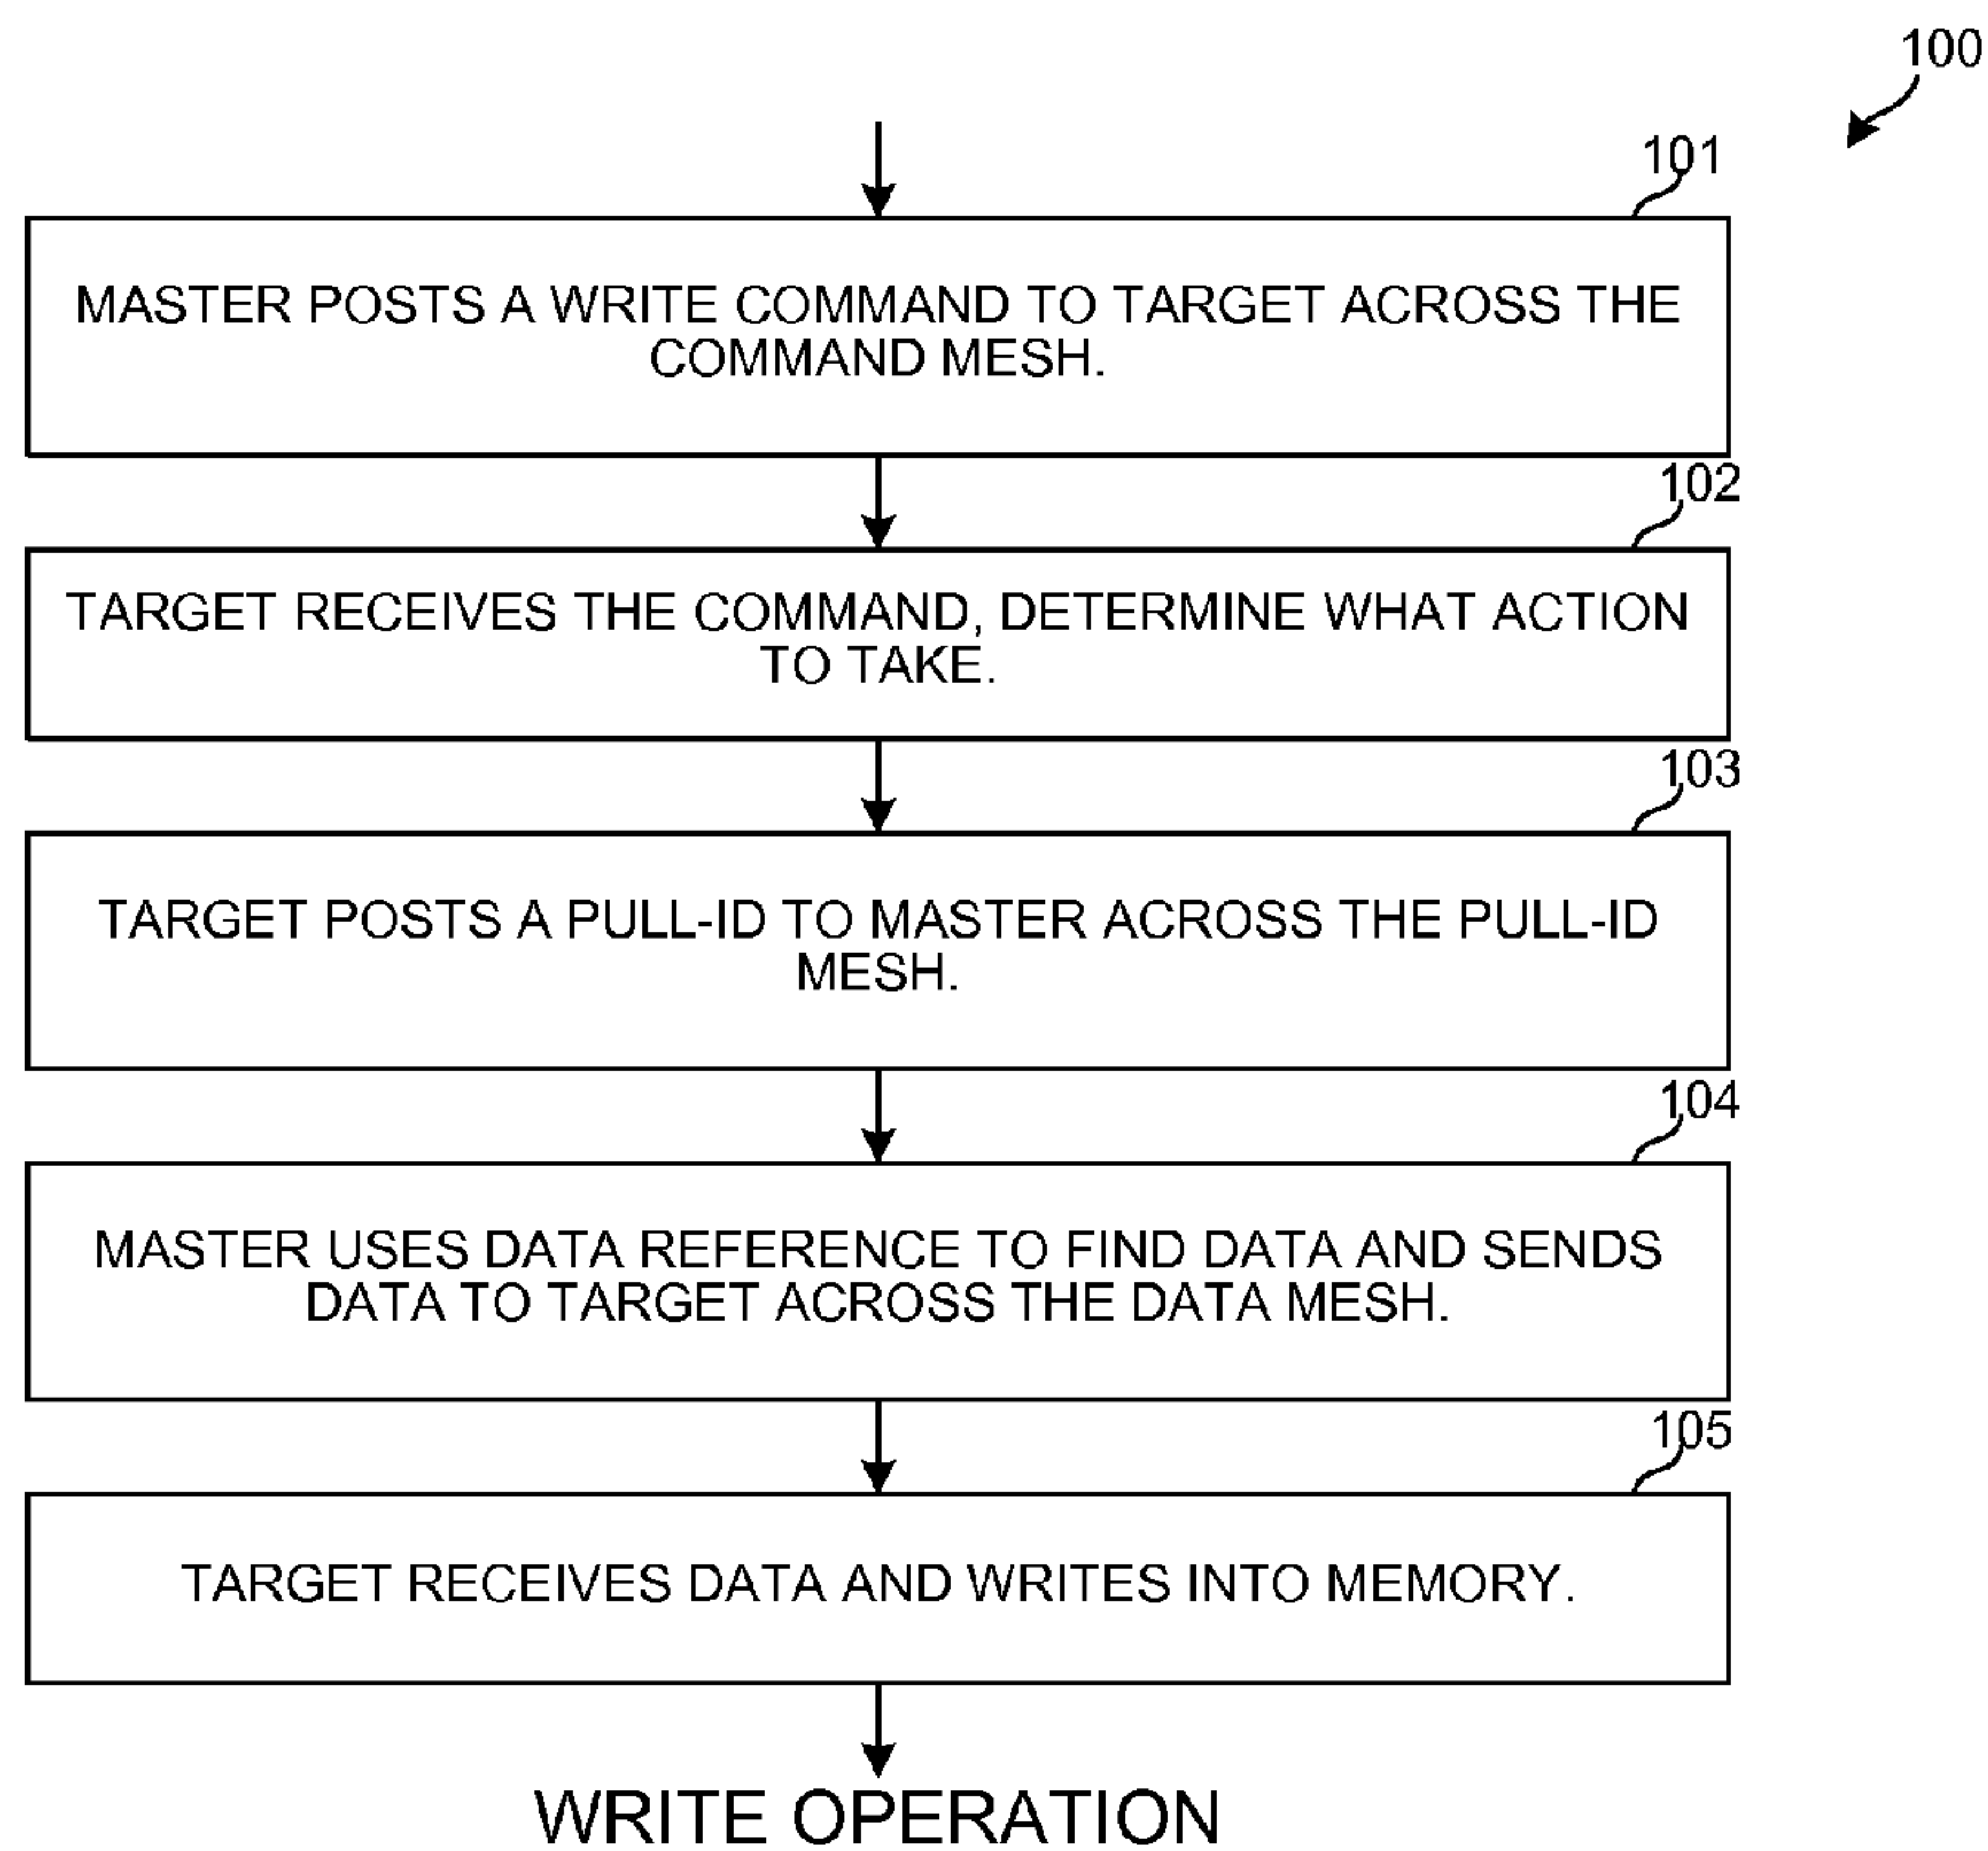 100
101
MASTER POSTS A WRITE COMMAND TO TARGET ACROSS THE
COMMAND MESH.
102
TARGET RECEIVES THE COMMAND, DETERMINE WHAT ACTION
TO TAKE.
103
TARGET POSTS A PULL-ID TO MASTER ACROSS THE PULL-ID
MESH.
104
MASTER USES DATA REFERENCE TO FIND DATA AND SENDS
DATA TO TARGET ACROSS THE DATA MESH.
105
TARGET RECEIVES DATA AND WRITES INTO MEMORY.
WRITE OPERATION